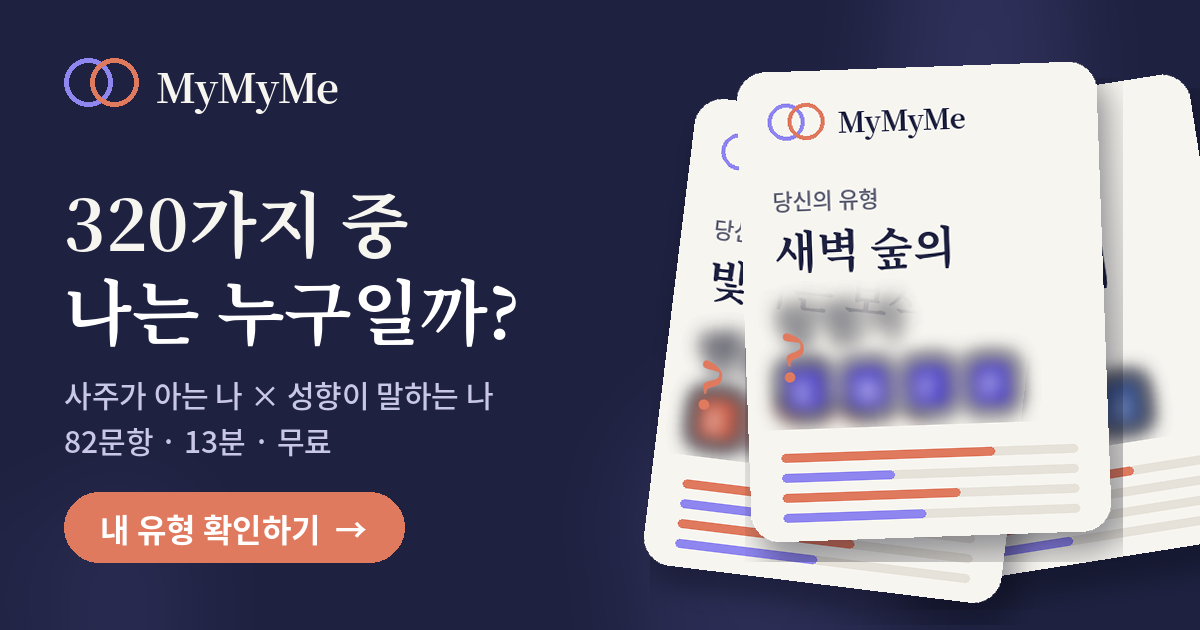 MyMyMe
320가지 중
나는 누구일까?
사주가 아는 나 × 성향이 말하는 나
82문항 · 13분 · 무료
내 유형 확인하기 →
MyMyMe
당신의 유형
새벽 숲의
?
빛
?